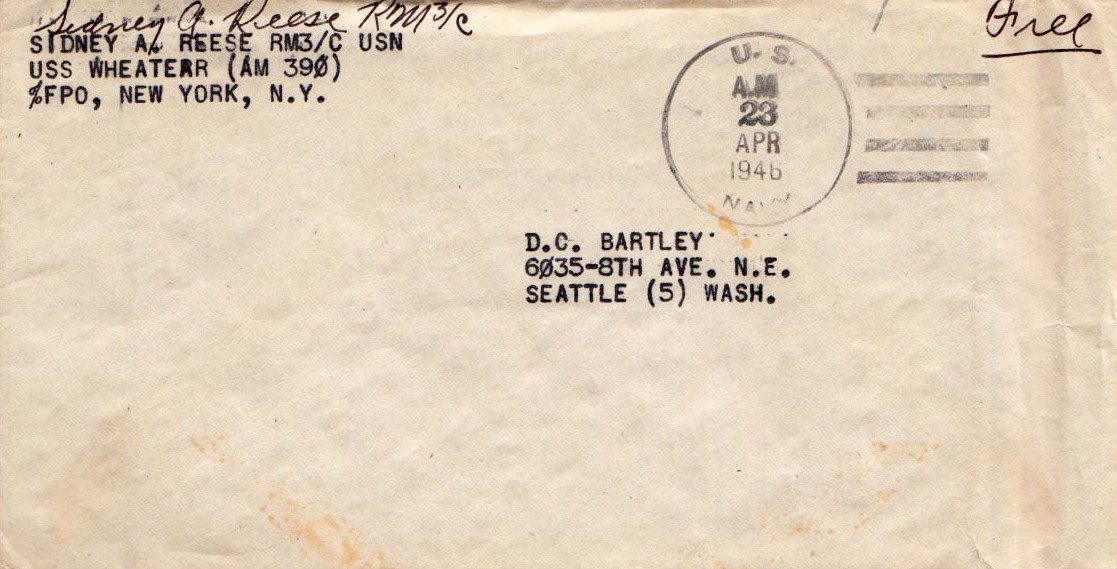 Sidney A. Reese RM3/c
SIDNEY A. REESE RM3/C USN
USS WHEATERR (AM 390)
%FPO, NEW YORK, N.Y.
Free
U. S.
A.M
23
APR
1946
NAVY
D.C. BARTLEY
6035-8TH AVE. N.E.
SEATTLE (5) WASH.